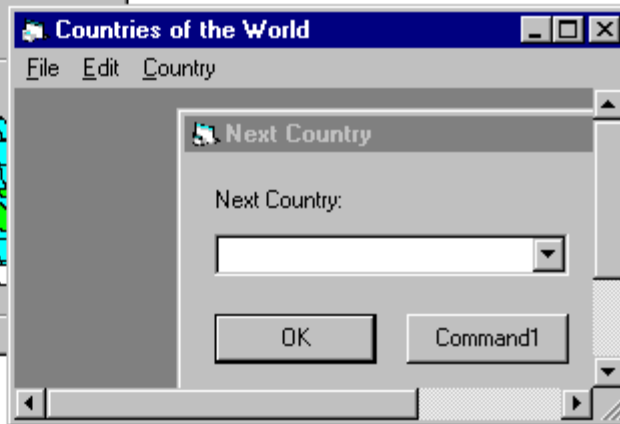 Countries of the World
File Edit Country
Next Country
Next Country:
OK Command1